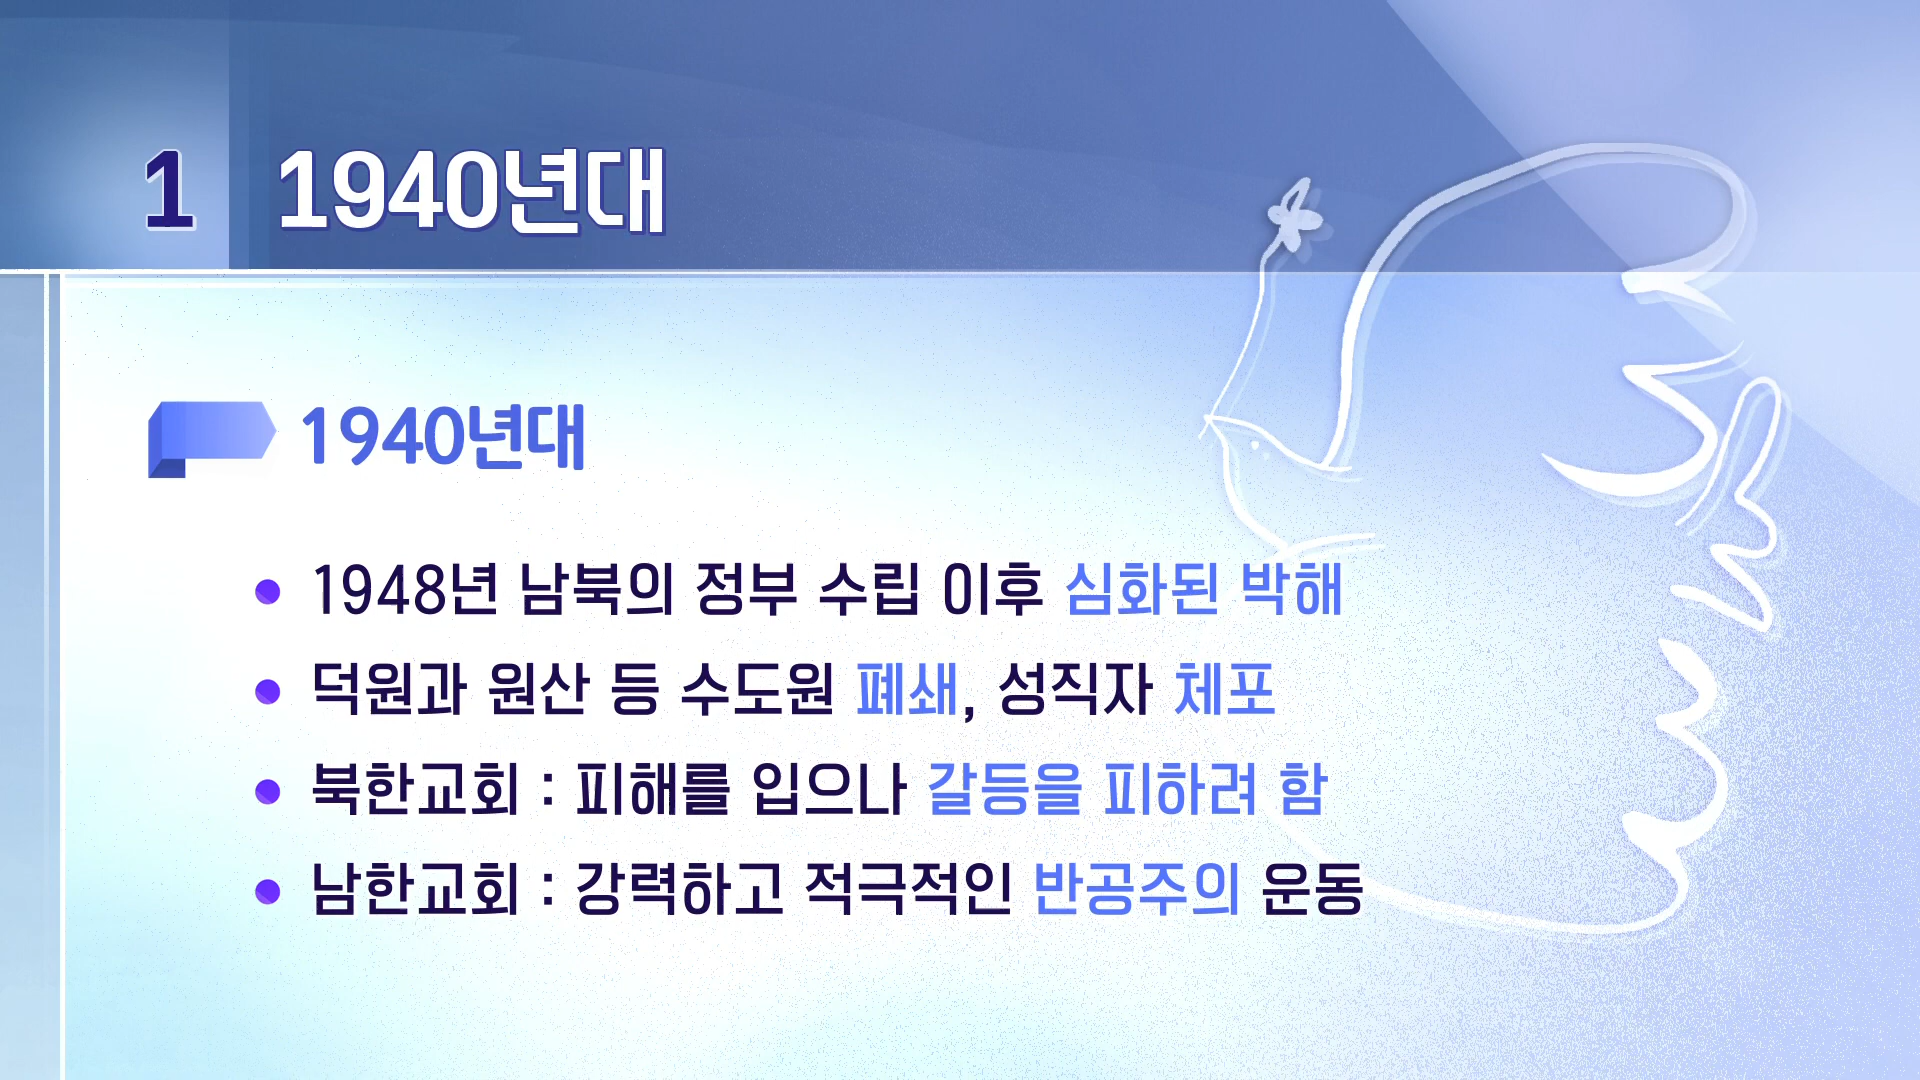 1 1940년대
1940년대
1948년 남북의 정부 수립 이후 심화된 박해
덕원과 원산 등 수도원 폐쇄, 성직자 체포
북한교회 : 피해를 입으나 갈등을 피하려 함
남한교회 : 강력하고 적극적인 반공주의 운동